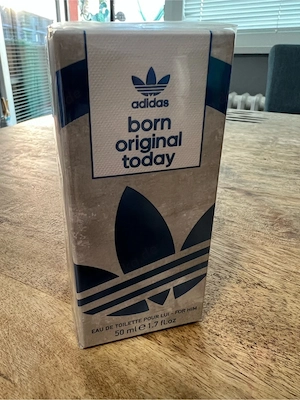 adidas
born
original
today
EAU DE TOILETTE POUR LUI - FOR HIM
50 ml e 1.7 fl.oz